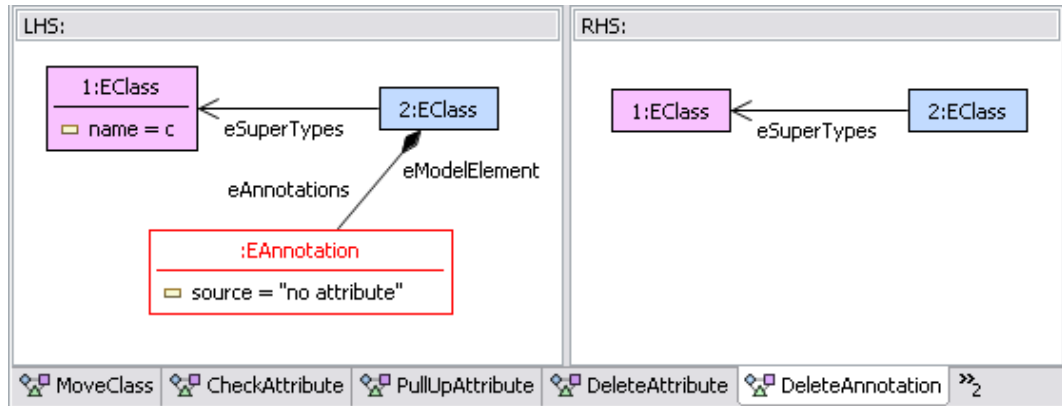 LHS:
1:EClass
name = c
2:EClass
eSuperTypes
eModelElement
eAnnotations
:EAnnotation
source = "no attribute"
RHS:
1:EClass
2:EClass
eSuperTypes
MoveClass CheckAttribute PullUpAttribute DeleteAttribute DeleteAnnotation »2